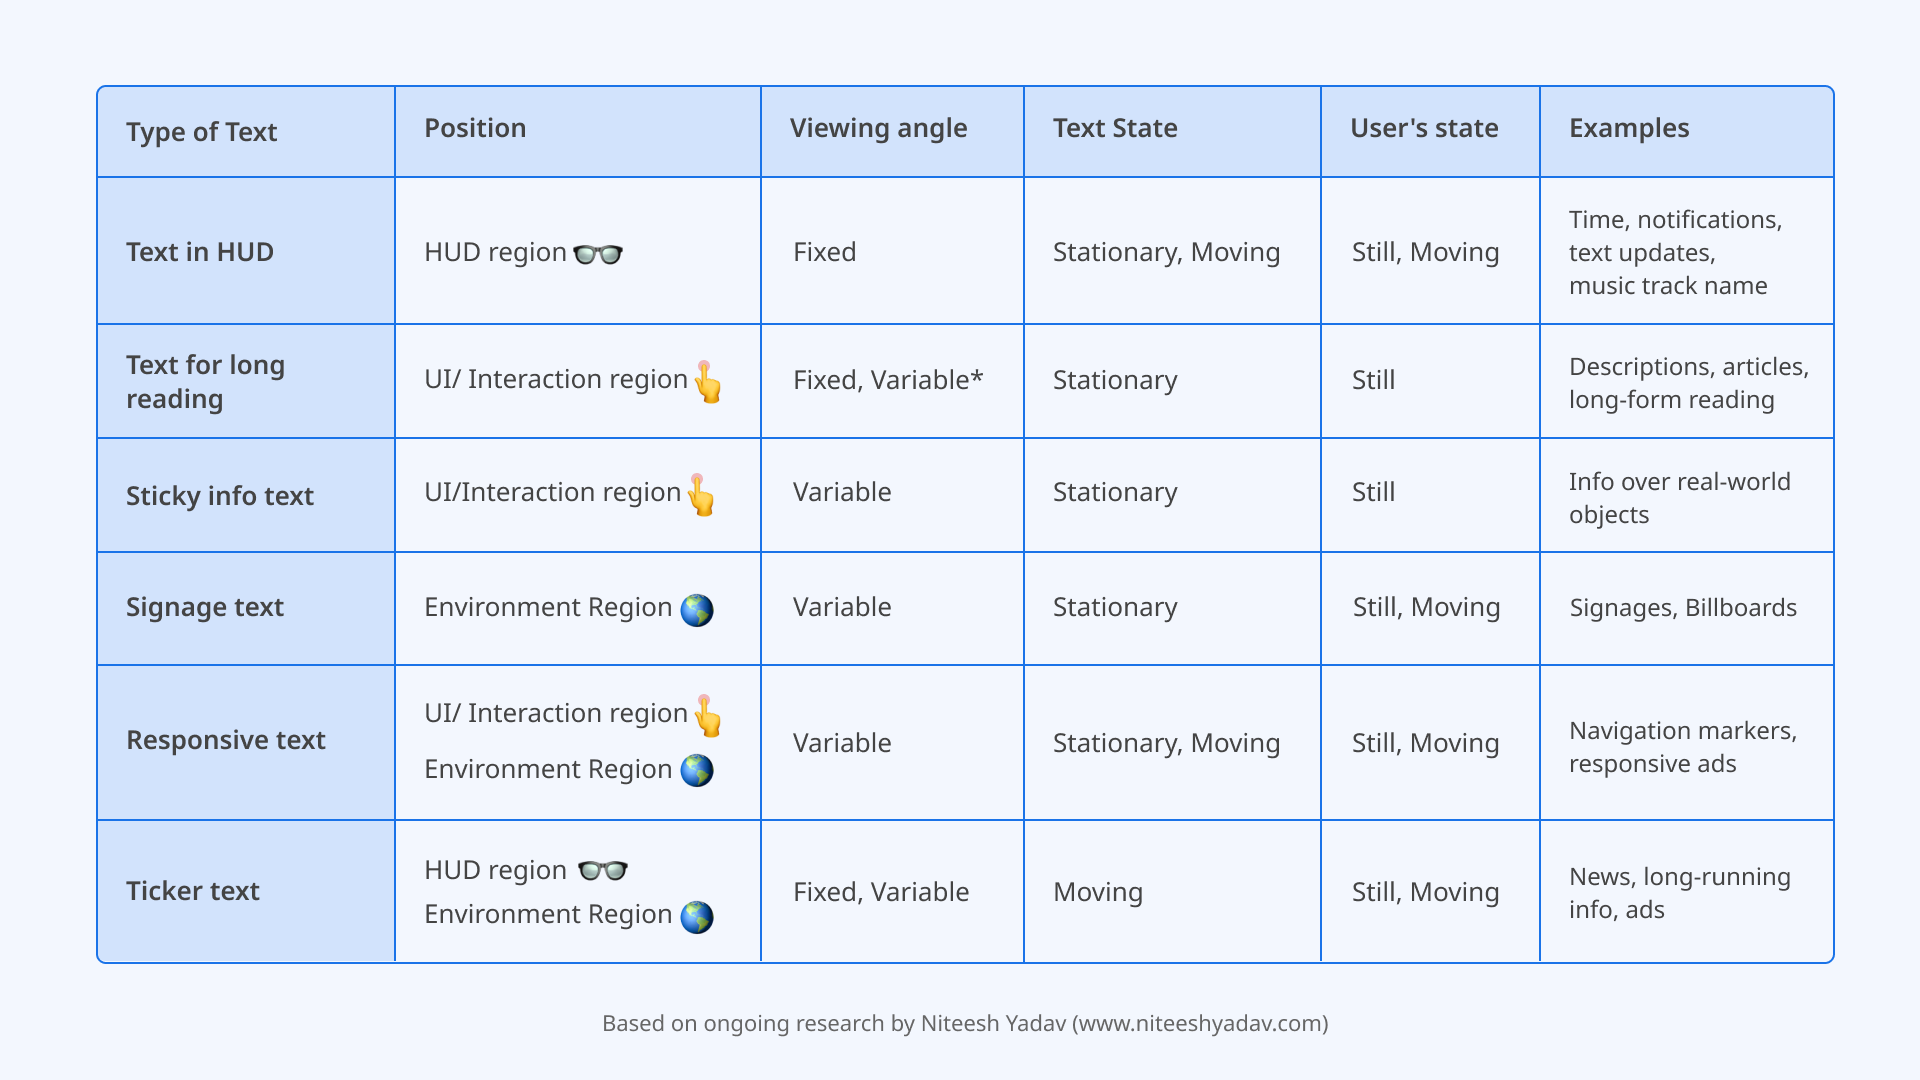 Type of Text
Position
Viewing angle
Text State
User's state
Examples
Text in HUD
HUD region
Fixed
Stationary, Moving
Still, Moving
Time, notifications,
text updates,
music track name
Text for long
reading
UI/ Interaction region
Fixed, Variable*
Stationary
Still
Descriptions, articles,
long-form reading
Sticky info text
UI/Interaction region
Variable
Stationary
Still
Info over real-world
objects
Signage text
Environment Region
Variable
Stationary
Still, Moving
Signages, Billboards
Responsive text
UI/ Interaction region
Environment Region
Variable
Stationary, Moving
Still, Moving
Navigation markers,
responsive ads
Ticker text
HUD region
Environment Region
Fixed, Variable
Moving
Still, Moving
News, long-running
info, ads
Based on ongoing research by Niteesh Yadav (www.niteeshyadav.com)